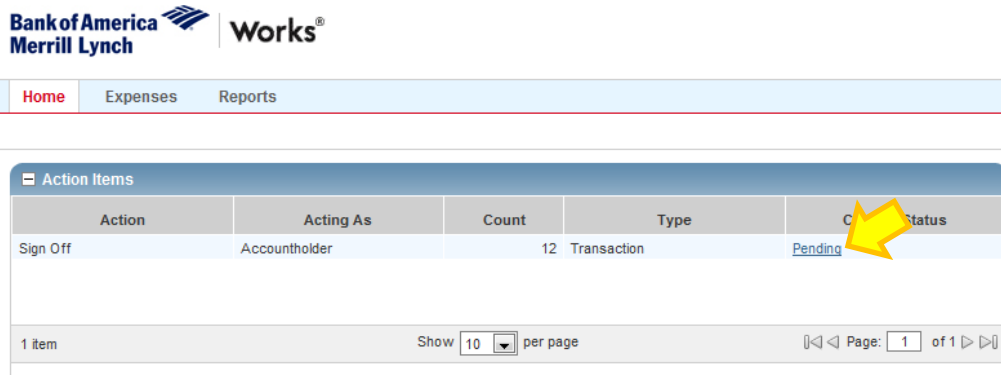 Bank of America
Merrill Lynch
Works®
Home Expenses Reports
Action Items
Action Acting As Count Type Status
Sign Off Accountholder 12 Transaction Pending
1 item Show 10 per page Page: 1 of 1